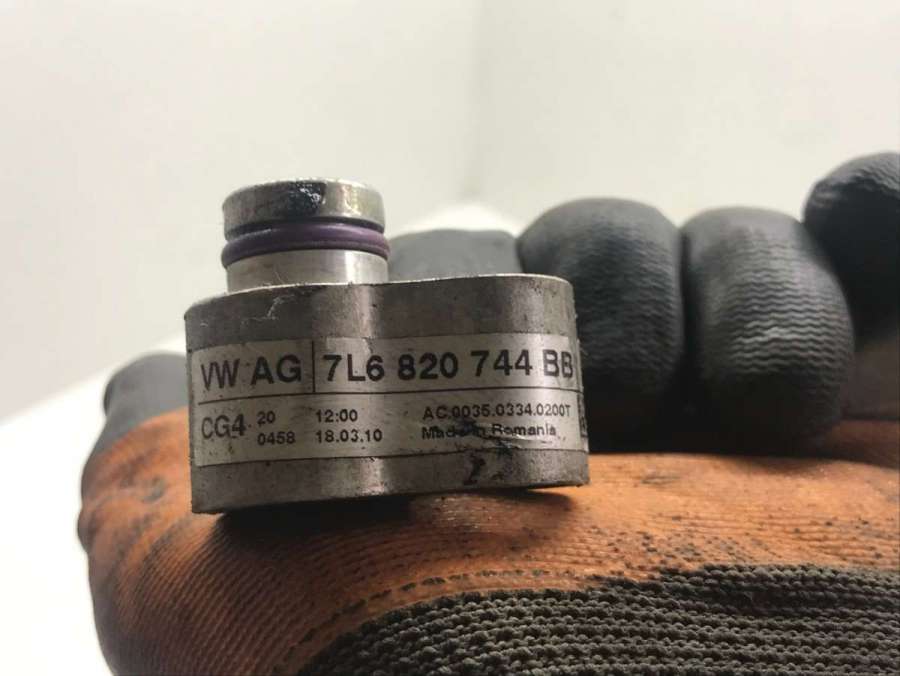 VW AG 7L6 820 744 BB
CG4 20 12:00 AC.0035.0334.0200T
0458 18.03.10 Made in Romania